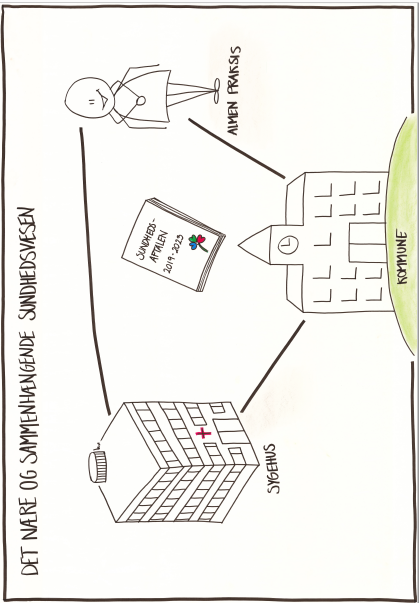 DET NÆRE OG SAMMENHÆNGENDE SUNDHEDSVÆSEN
ALMEN PRAKSIS
SUNDHEDS-
AFTALEN
2019-2023
SYGEHUS
KOMMUNE